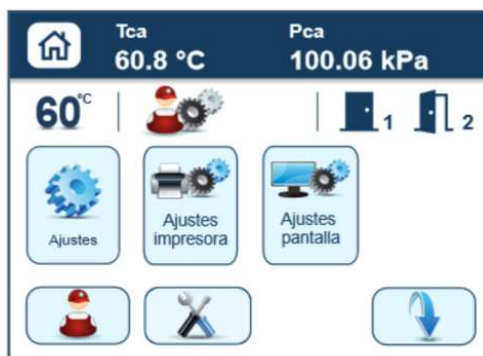 Tca Pca
60.8 °C 100.06 kPa
60°C 1 2
Ajustes
Ajustes
impresora
Ajustes
pantalla